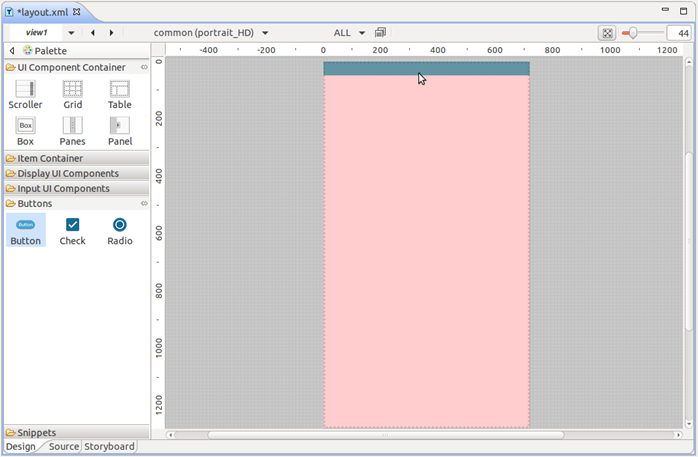 *layout.xml
view1
common (portrait_HD)
ALL
44
Palette
UI Component Container
Scroller
Grid
Table
Box
Box
Panes
Panel
Item Container
Display UI Components
Input UI Components
Buttons
Button
Button
Check
Radio
Snippets
-400 -200 0 200 400 600 800 1000 1200
0
200
400
600
800
1000
1200
Design
Source
Storyboard